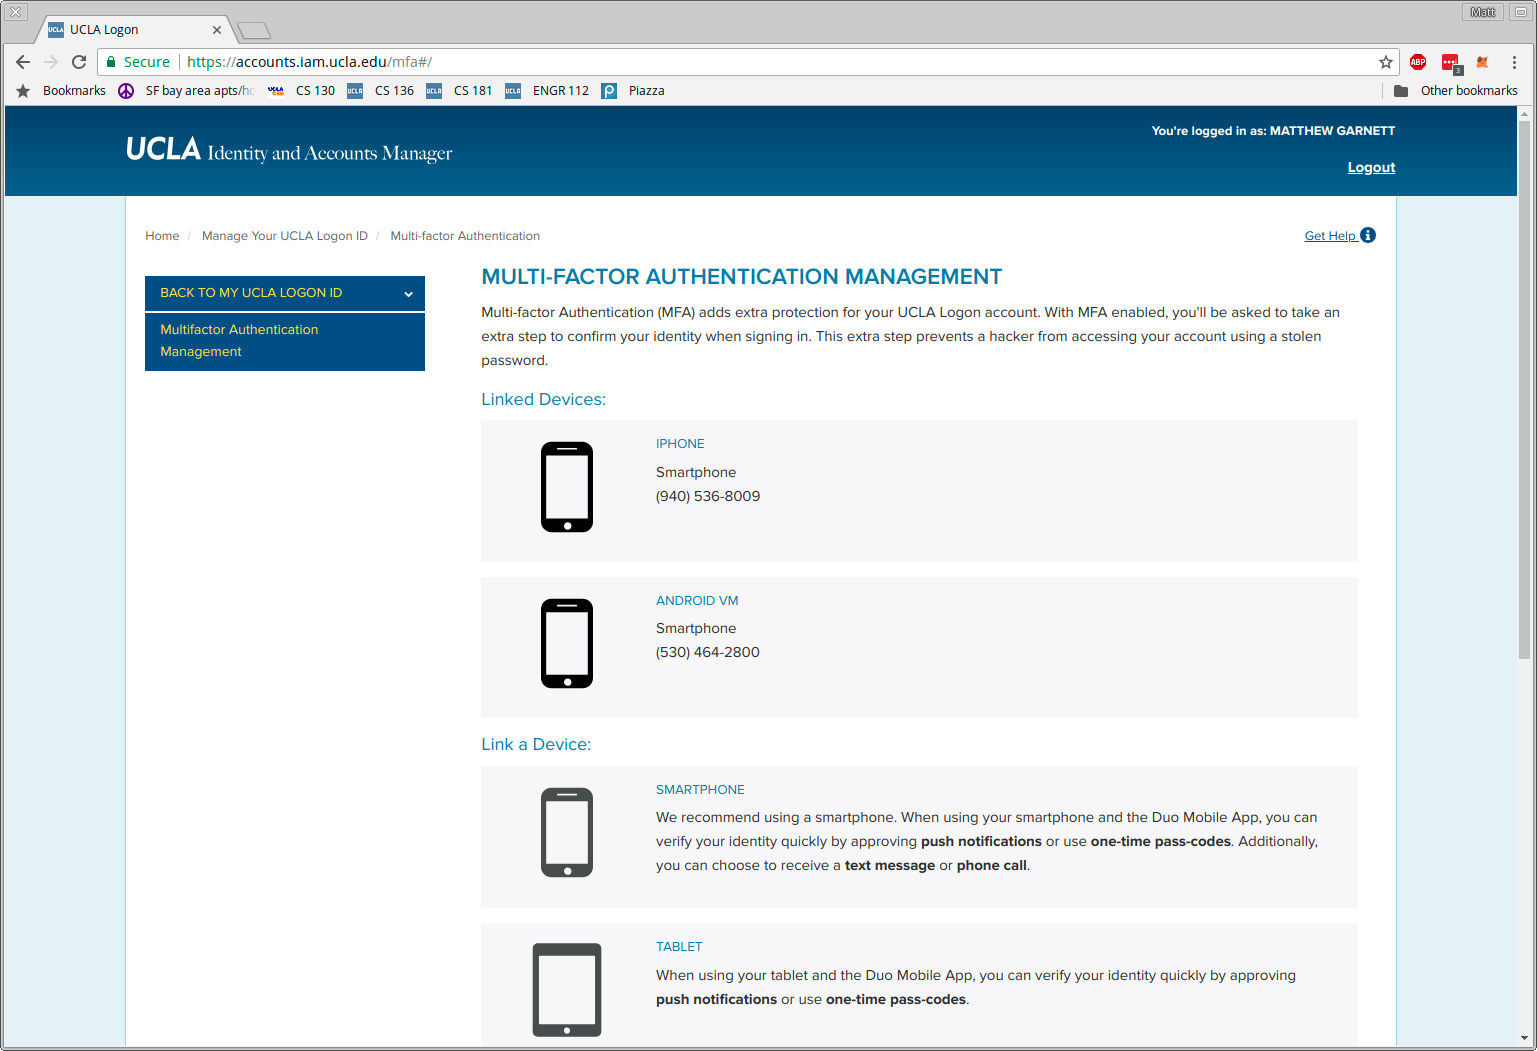 Matt
UCLA UCLA Logon
Secure https://accounts.iam.ucla.edu/mfa#/
ABP 3
Bookmarks SF bay area apts/ho UCLA CSD CS 130 UCLA CS 136 UCLA CS 181 UCLA ENGR 112 p Piazza Other bookmarks
You're logged in as: MATTHEW GARNETT
UCLA Identity and Accounts Manager
Logout
Home / Manage Your UCLA Logon ID / Multi-factor Authentication
Get Help i
BACK TO MY UCLA LOGON ID
Multifactor Authentication
Management
MULTI-FACTOR AUTHENTICATION MANAGEMENT
Multi-factor Authentication (MFA) adds extra protection for your UCLA Logon account. With MFA enabled, you'll be asked to take an
extra step to confirm your identity when signing in. This extra step prevents a hacker from accessing your account using a stolen
password.
Linked Devices:
IPHONE
Smartphone
(940) 536-8009
ANDROID VM
Smartphone
(530) 464-2800
Link a Device:
SMARTPHONE
We recommend using a smartphone. When using your smartphone and the Duo Mobile App, you can
verify your identity quickly by approving push notifications or use one-time pass-codes. Additionally,
you can choose to receive a text message or phone call.
TABLET
When using your tablet and the Duo Mobile App, you can verify your identity quickly by approving
push notifications or use one-time pass-codes.